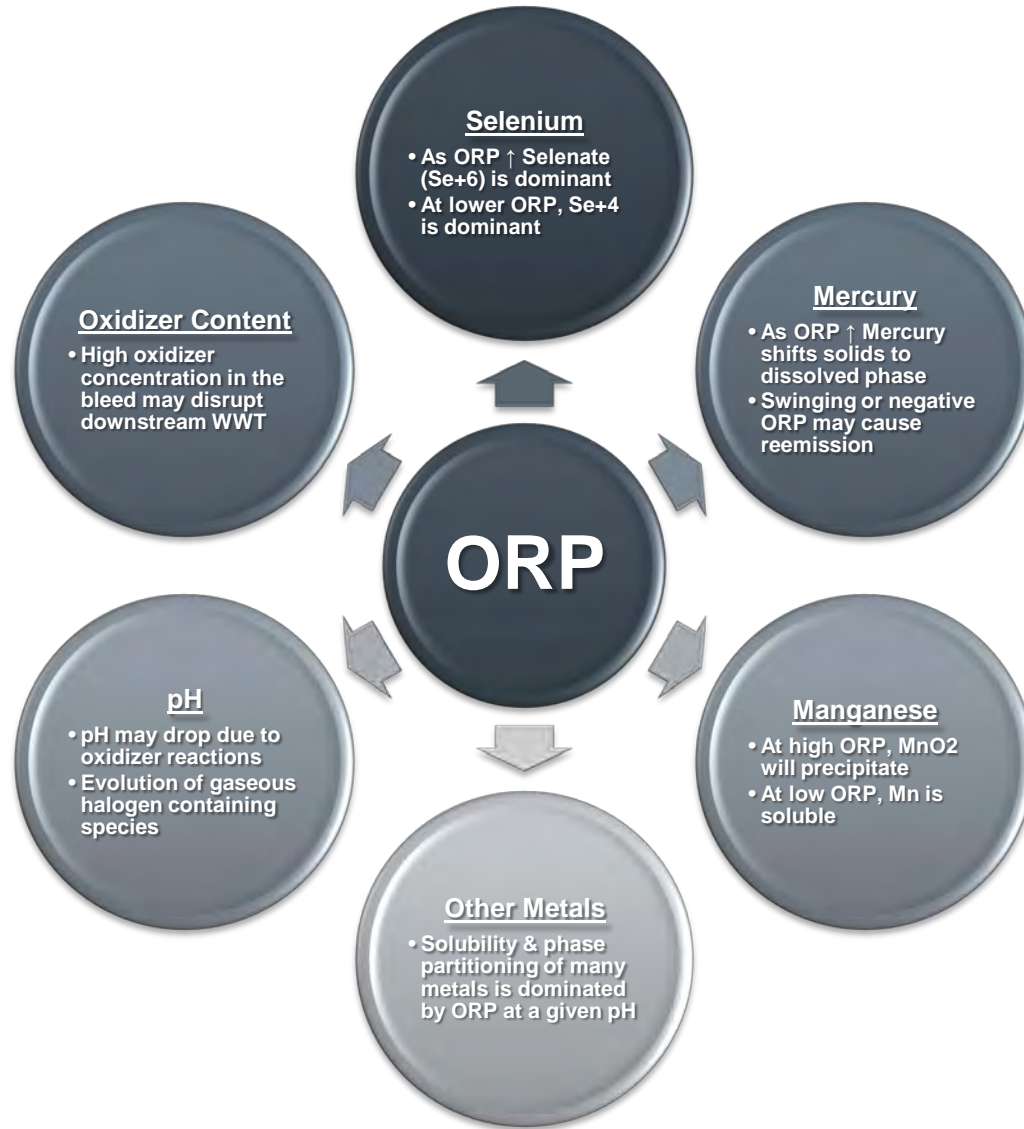 Selenium
• As ORP ↑ Selenate
(Se+6) is dominant
• At lower ORP, Se+4
is dominant
Oxidizer Content
• High oxidizer
concentration in the
bleed may disrupt
downstream WWT
Mercury
• As ORP ↑ Mercury
shifts solids to
dissolved phase
• Swinging or negative
ORP may cause
reemission
ORP
pH
• pH may drop due to
oxidizer reactions
• Evolution of gaseous
halogen containing
species
Manganese
• At high ORP, MnO2
will precipitate
• At low ORP, Mn is
soluble
Other Metals
• Solubility & phase
partitioning of many
metals is dominated
by ORP at a given pH